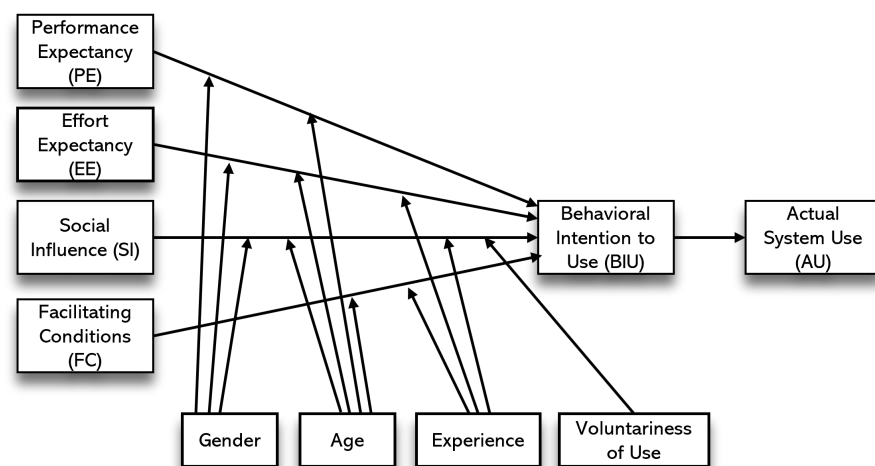 Performance
Expectancy
(PE)
Effort
Expectancy
(EE)
Social
Influence (SI)
Facilitating
Conditions
(FC)
Behavioral
Intention to
Use (BIU)
Actual
System Use
(AU)
Gender
Age
Experience
Voluntariness
of Use